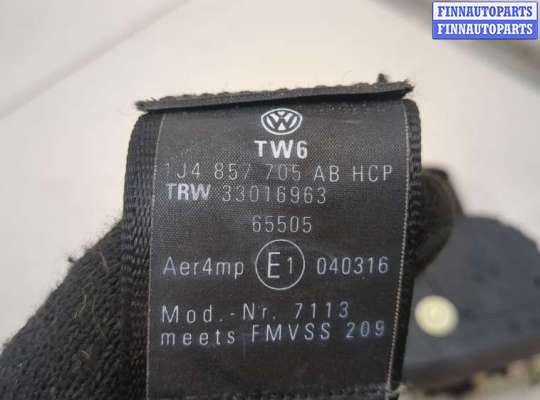 FINNAUTOPARTS
FINNAUTOPARTS
VW
TW6
1J4 857 705 AB HCP
TRW 33016963
65505
Aer4mp E1 040316
Mod.-Nr. 7113
meets FMVSS 209